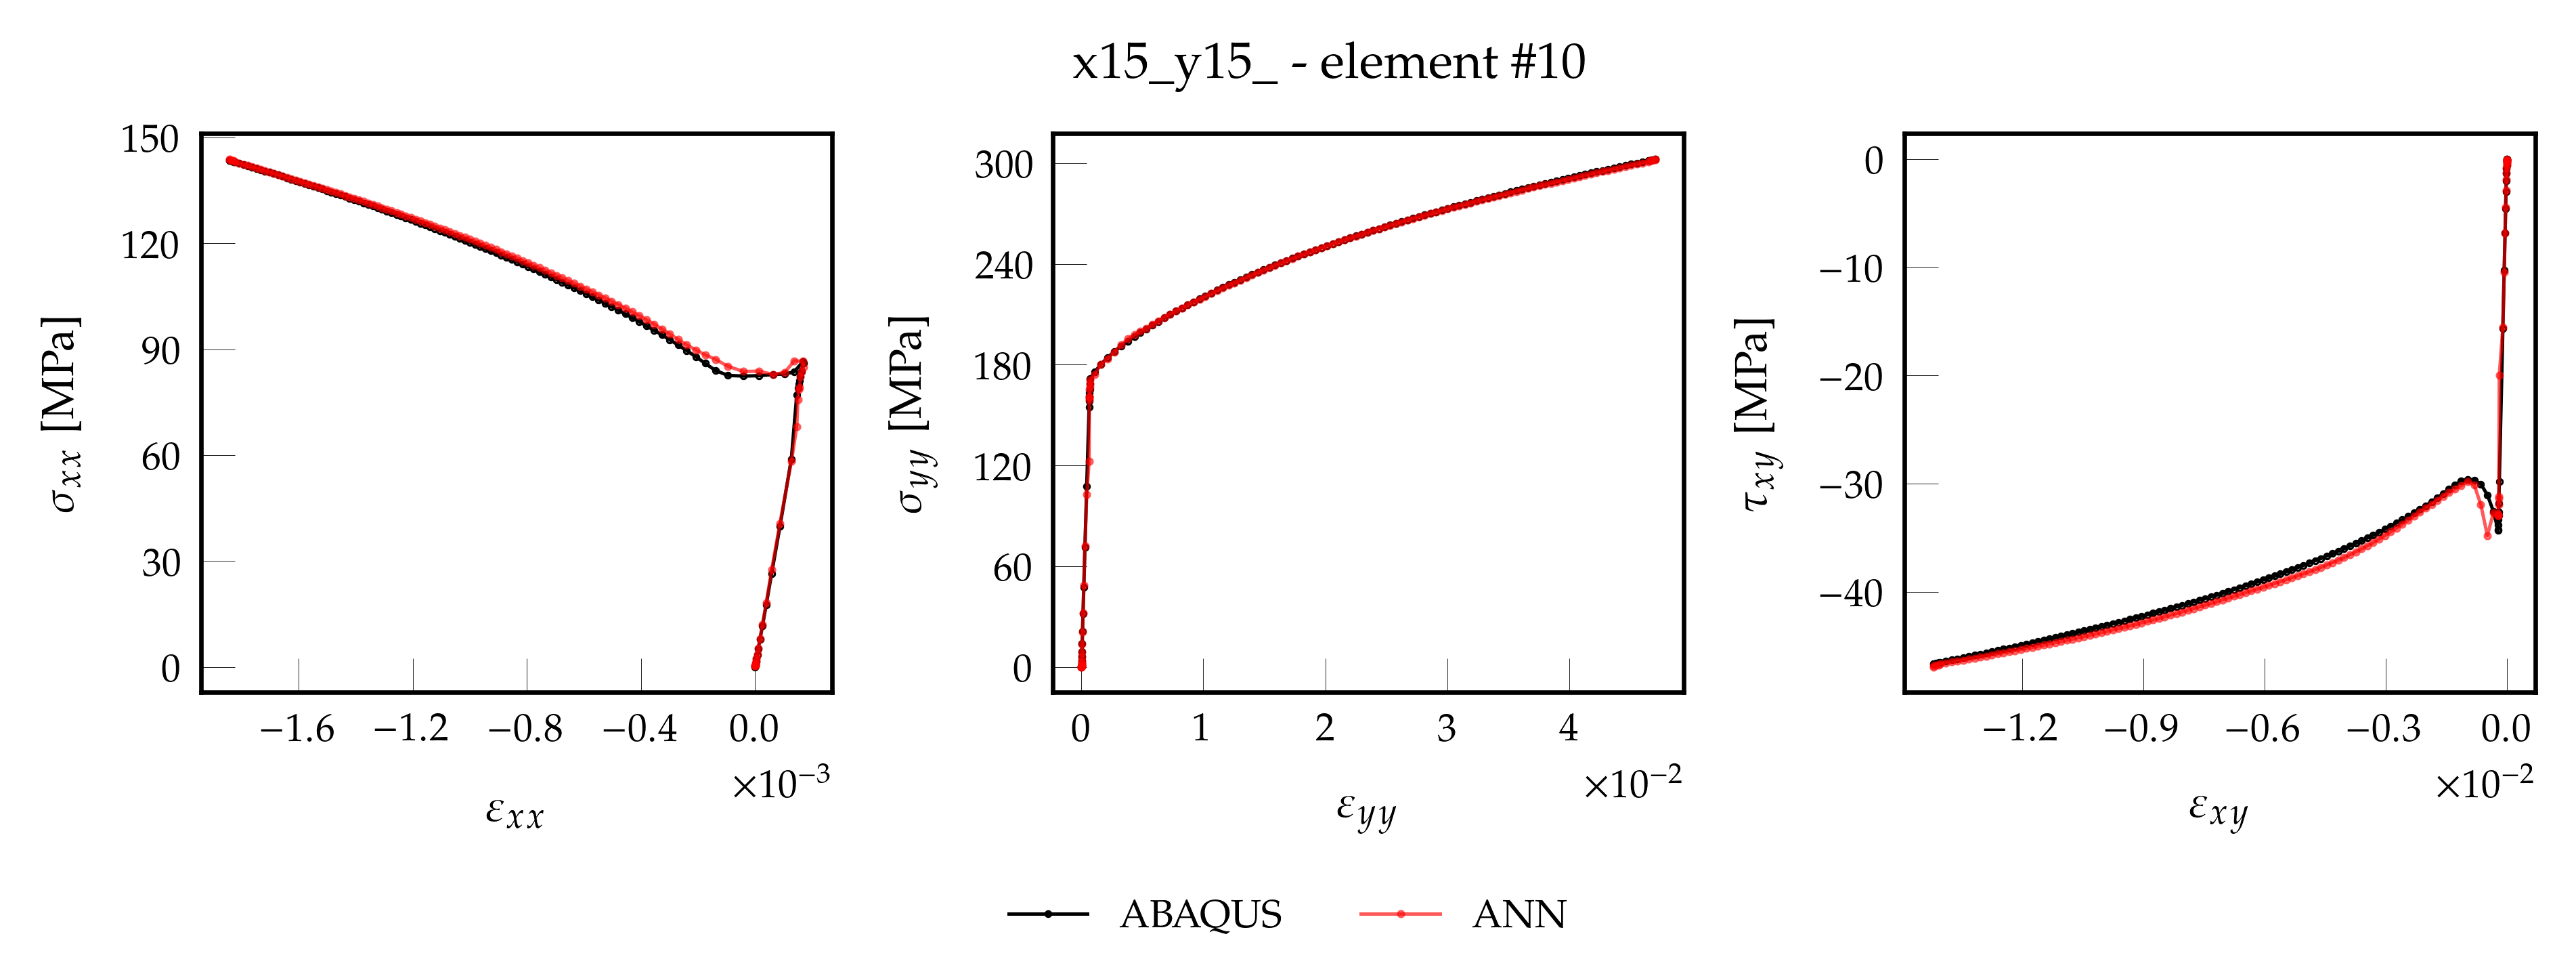 x15_y15_ - element #10
150
120
90
60
30
0
σxx [MPa]
−1.6 −1.2 −0.8 −0.4 0.0
×10−3
εxx
300
240
180
120
60
0
σyy [MPa]
0 1 2 3 4
×10−2
εyy
0
−10
−20
−30
−40
τxy [MPa]
−1.2 −0.9 −0.6 −0.3 0.0
×10−2
εxy
ABAQUS ANN